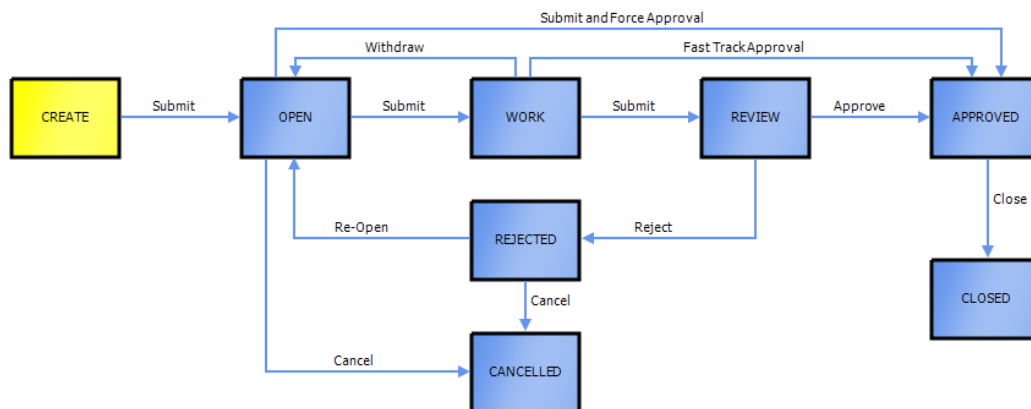 Submit and Force Approval
Withdraw
Fast Track Approval
CREATE
Submit
OPEN
Submit
WORK
Submit
REVIEW
Approve
APPROVED
Close
Re-Open
REJECTED
Reject
Cancel
CLOSED
Cancel
CANCELLED